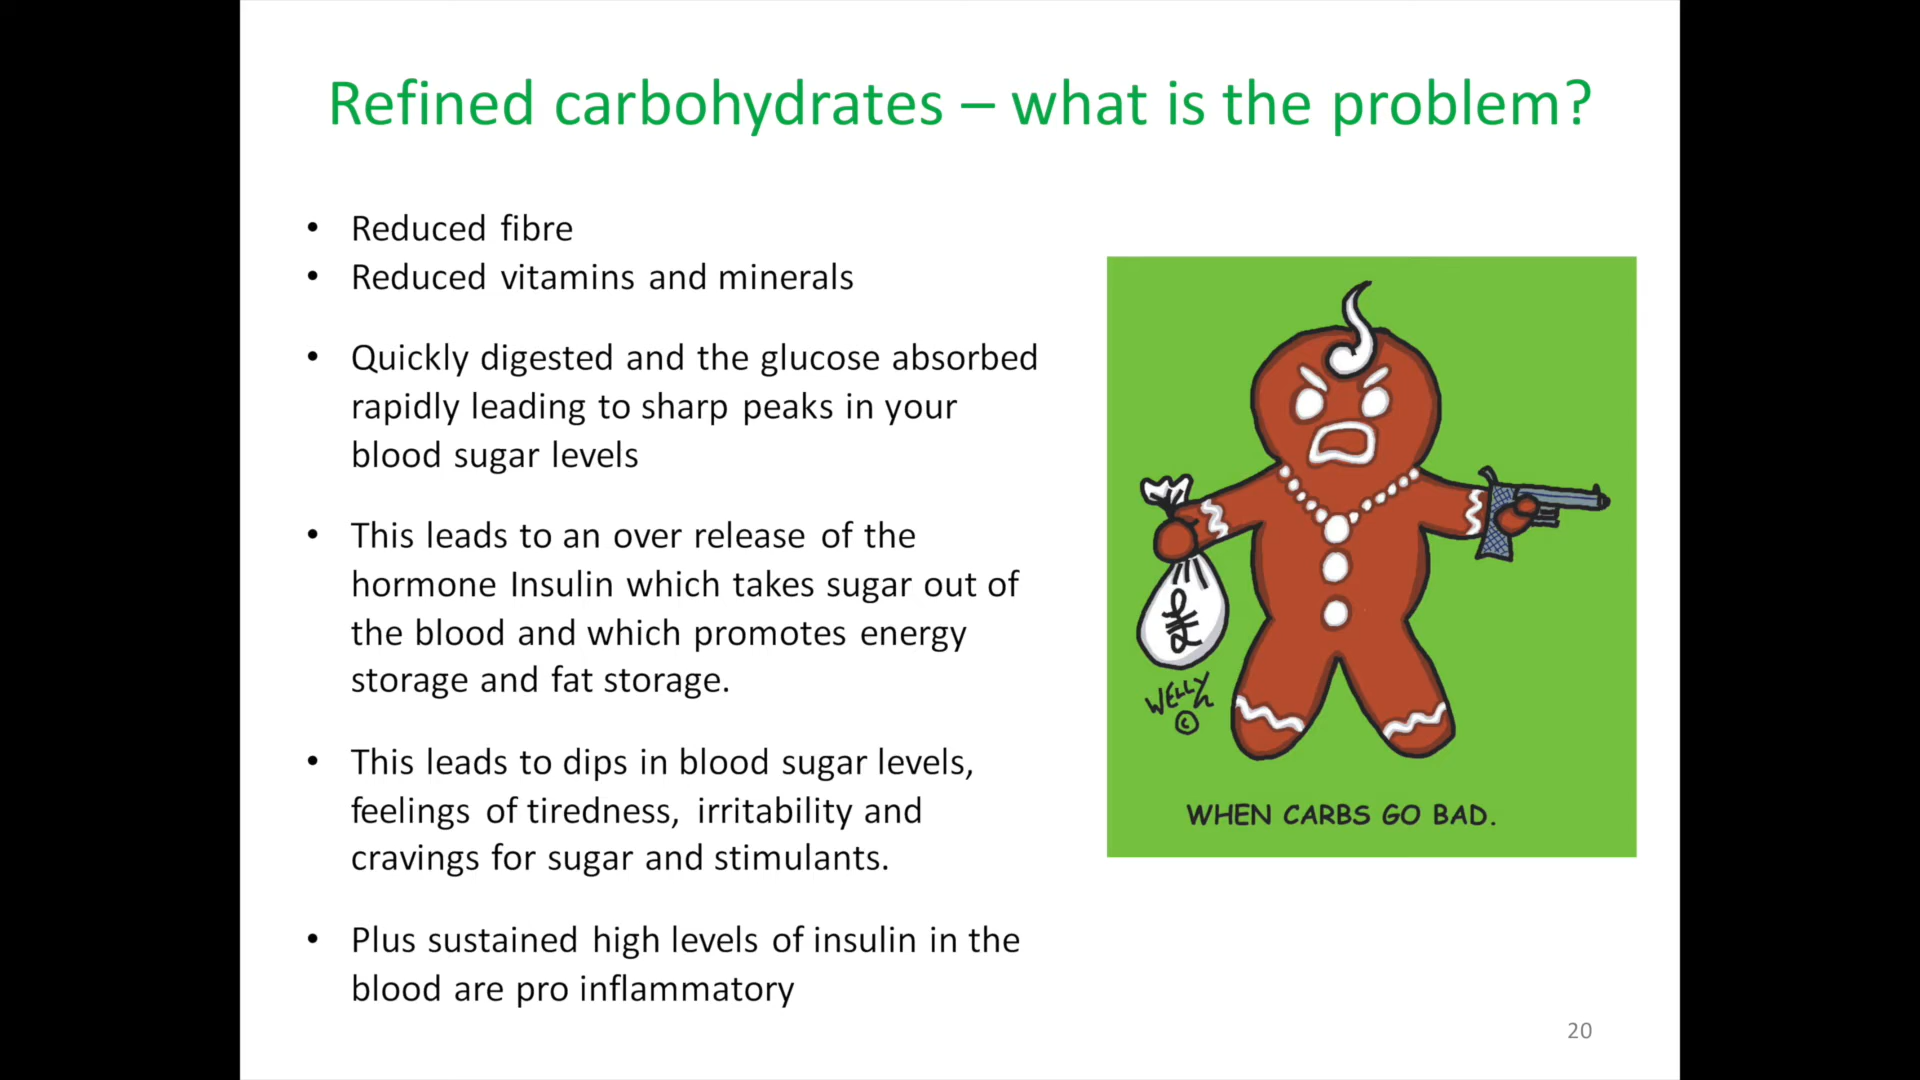 Refined carbohydrates – what is the problem?
• Reduced fibre
• Reduced vitamins and minerals
• Quickly digested and the glucose absorbed
rapidly leading to sharp peaks in your
blood sugar levels
• This leads to an over release of the
hormone Insulin which takes sugar out of
the blood and which promotes energy
storage and fat storage.
• This leads to dips in blood sugar levels,
feelings of tiredness, irritability and
cravings for sugar and stimulants.
• Plus sustained high levels of insulin in the
blood are pro inflammatory
£
WELLY
©
WHEN CARBS GO BAD.
20